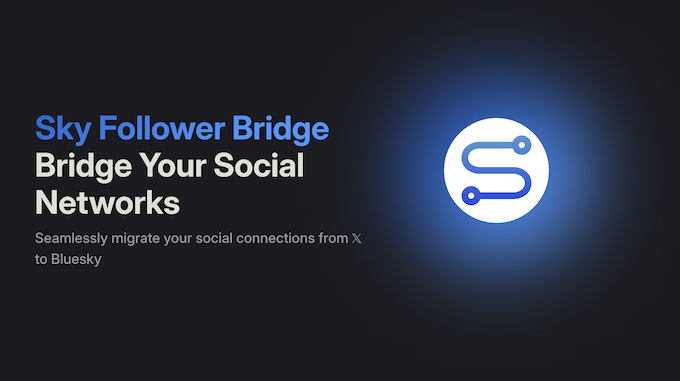 Sky Follower Bridge
Bridge Your Social
Networks
Seamlessly migrate your social connections from 𝕏
to Bluesky